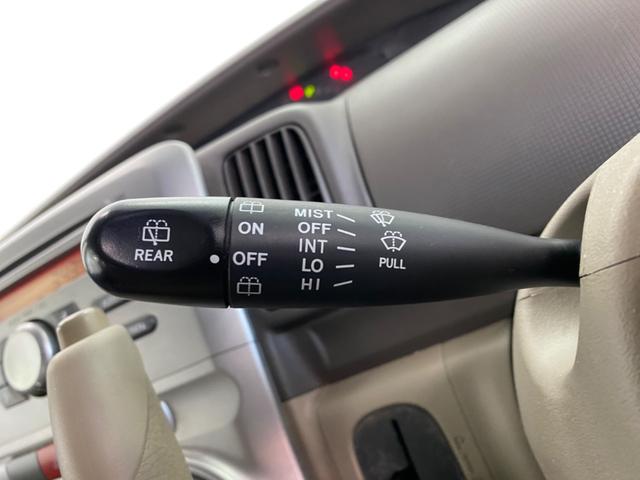 REAR
ON
OFF
MIST
OFF
INT
LO
HI
PULL